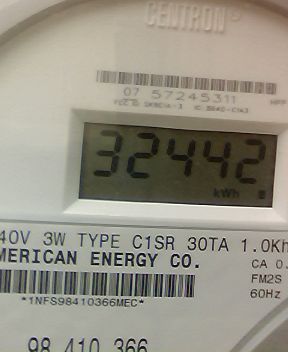 CENTRON®
07 57245311
32442
kWh
40V 3W TYPE C1SR 30TA 1.0Kh
MERICAN ENERGY CO.
CA 0.
FM2S
*1NFS98410366MEC*
60Hz
98 410 366